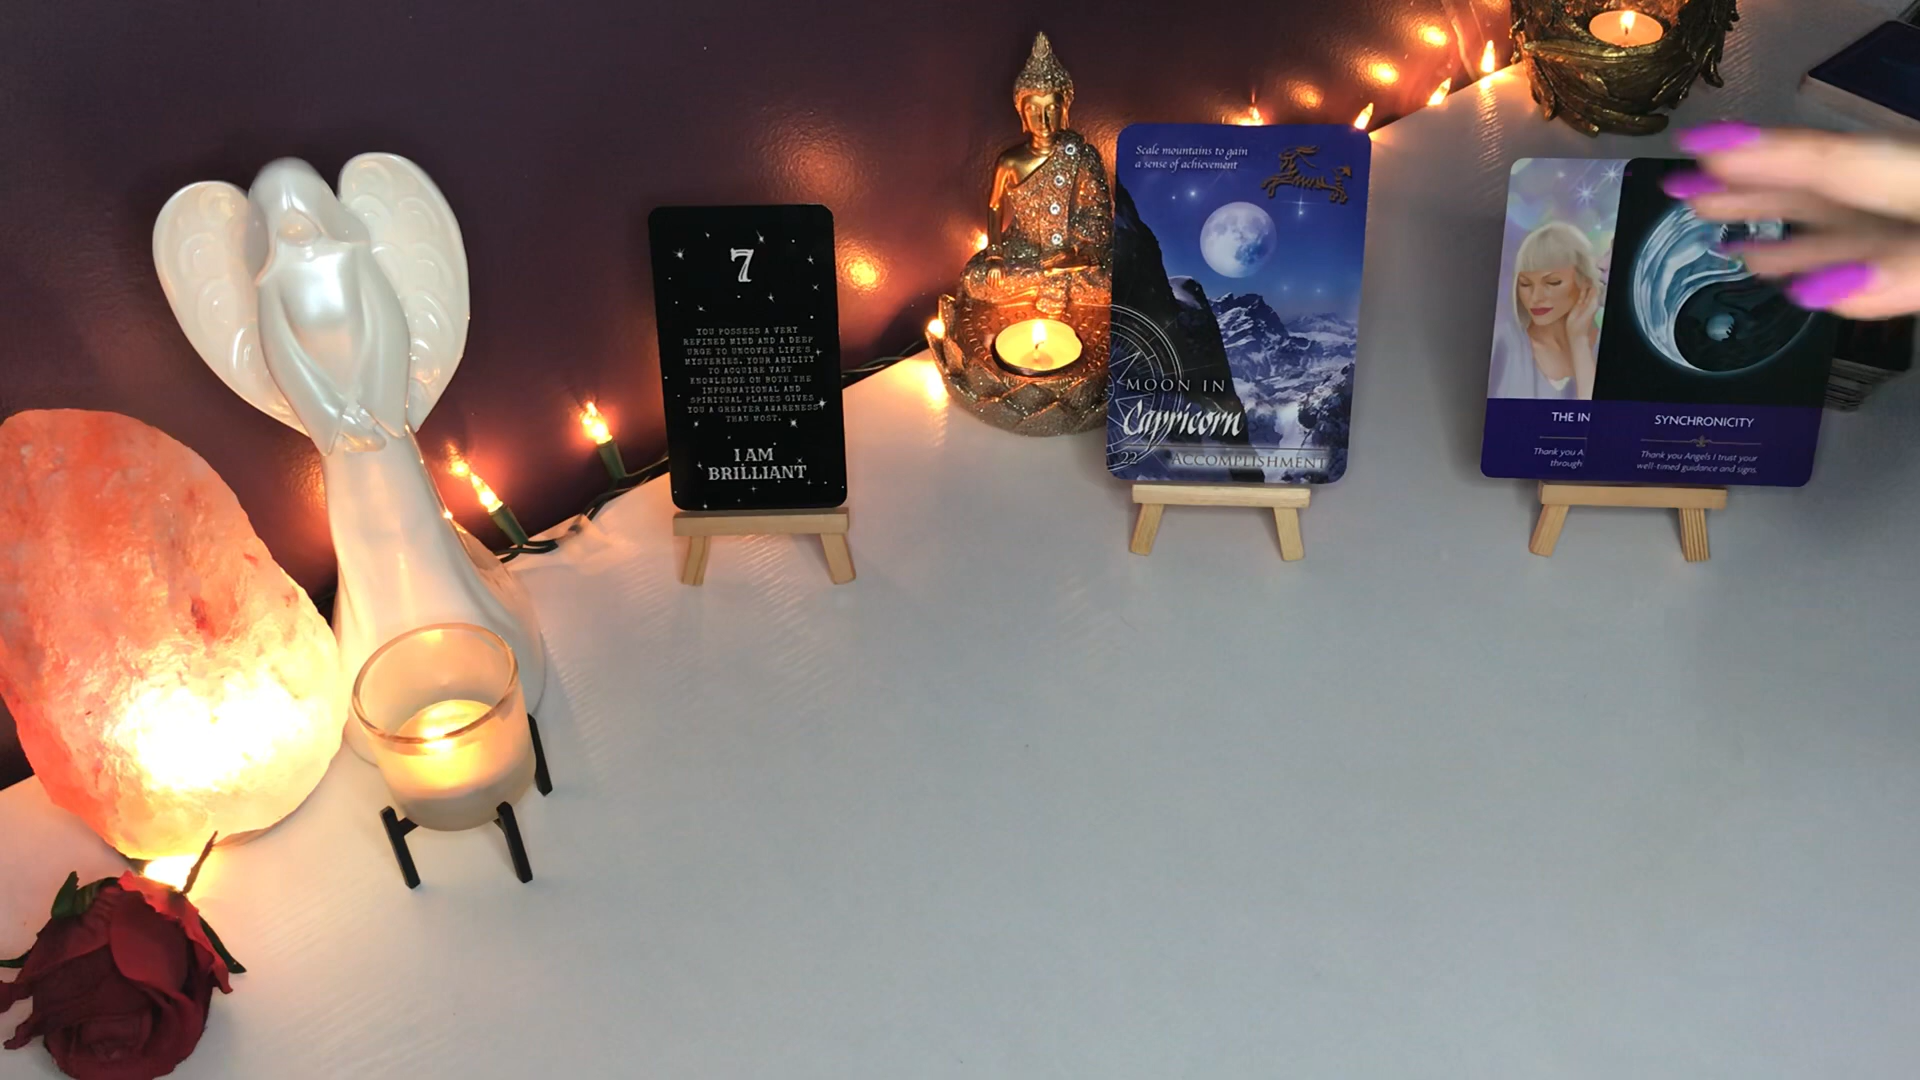 7
YOU POSSESS A VERY
REFINED MIND AND A DEEP
URGE TO UNCOVER LIFE'S
MYSTERIES. YOUR ABILITY
TO ACQUIRE VAST
KNOWLEDGE ON BOTH THE
INFORMATIONAL AND
SPIRITUAL PLANES GIVES
YOU A GREATER AWARENESS
THAN MOST.
I AM
BRILLIANT
Scale mountains to gain
a sense of achievement
MOON IN
Capricorn
22 ACCOMPLISHMENT
THE IN
Thank you A
through
SYNCHRONICITY
Thank you Angels I trust your
well-timed guidance and signs.